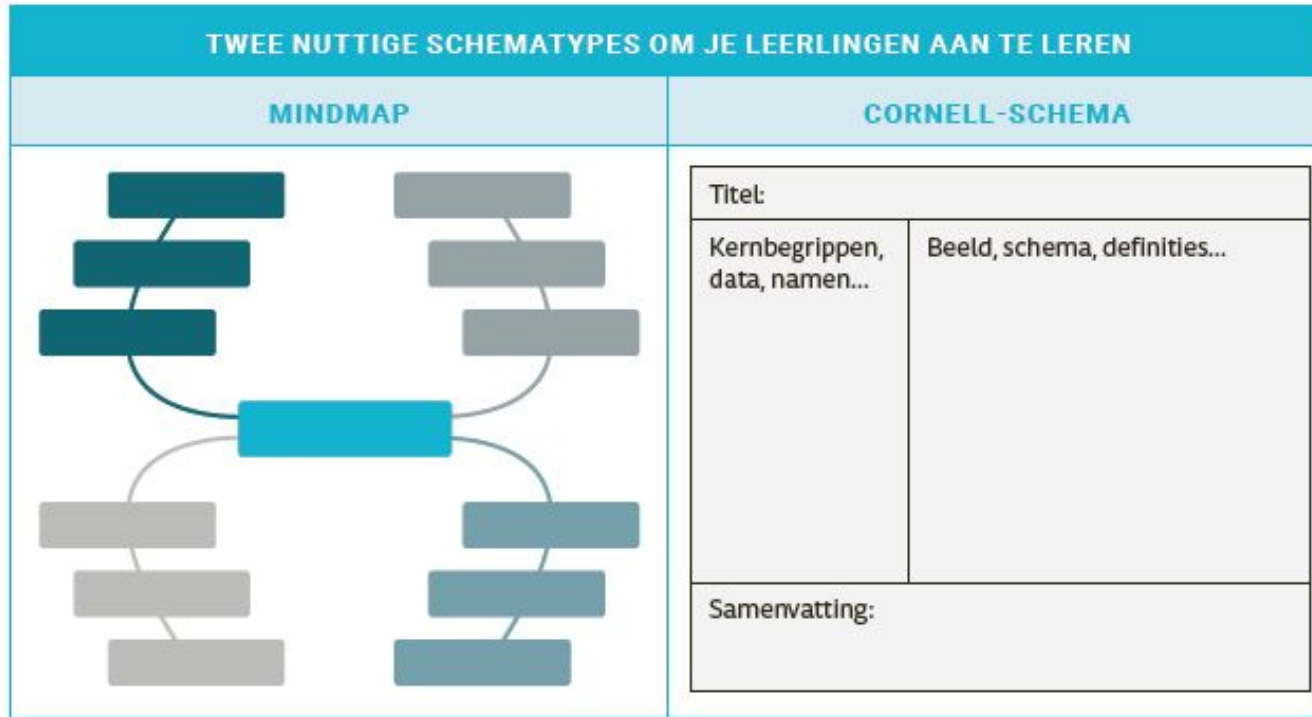 TWEE NUTTIGE SCHEMATYPES OM JE LEERLINGEN AAN TE LEREN
MINDMAP
CORNELL-SCHEMA
Titel:
Kernbegrippen,
data, namen...
Beeld, schema, definities...
Samenvatting: